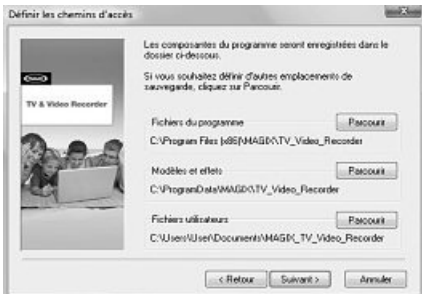 Définir les chemins d'accès
MAGIX
TV & Video Recorder
Les composantes du programme seront enregistrées dans le
dossier ci-dessous.
Si vous souhaitez définir d'autres emplacements de
sauvegarde, cliquez sur Parcourir.
Fichiers du programme
Parcourir
C:\Program Files (x86)\MAGIX\TV_Video_Recorder
Modèles et effets
Parcourir
C:\ProgramData\MAGIX\TV_Video_Recorder
Fichiers utilisateurs
Parcourir
C:\Users\User\Documents\MAGIX_TV_Video_Recorder
< Retour
Suivant >
Annuler